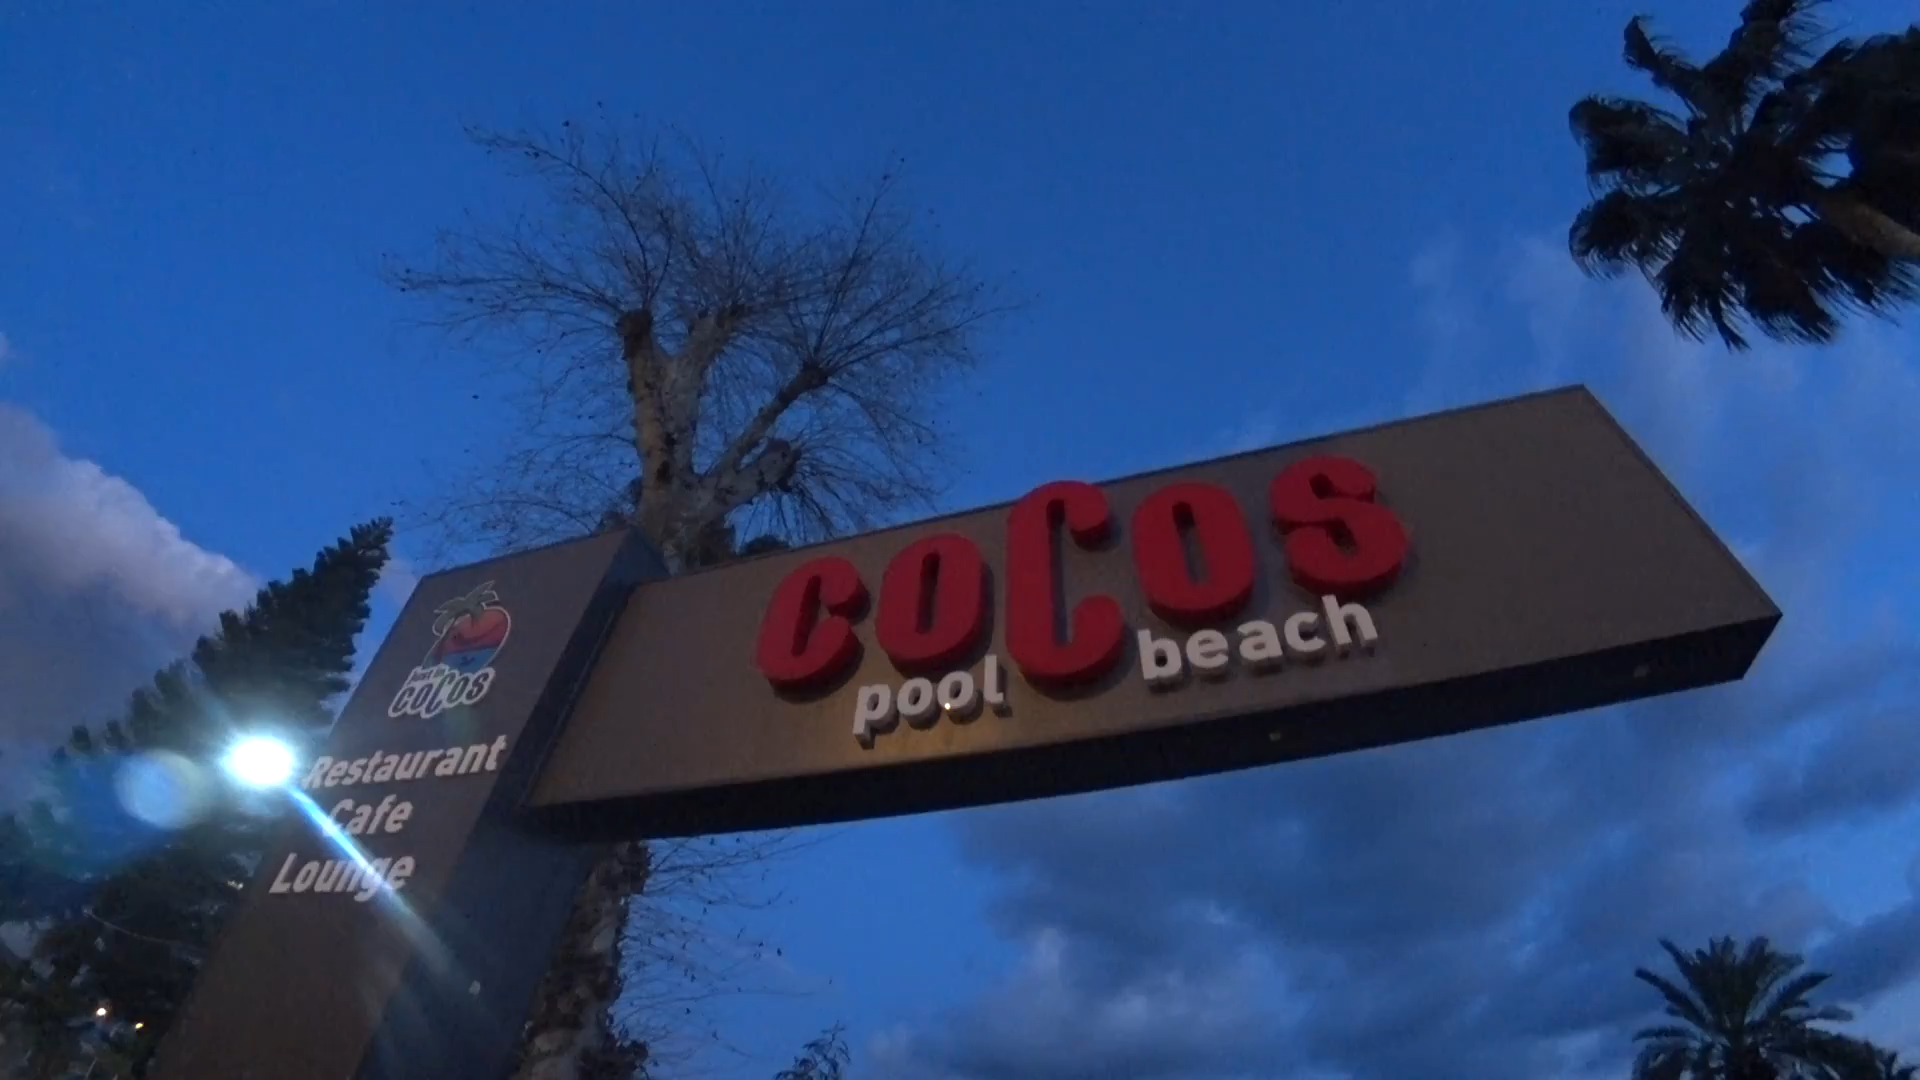 COCOS
pool beach
COCOS
Restaurant
Cafe
Lounge